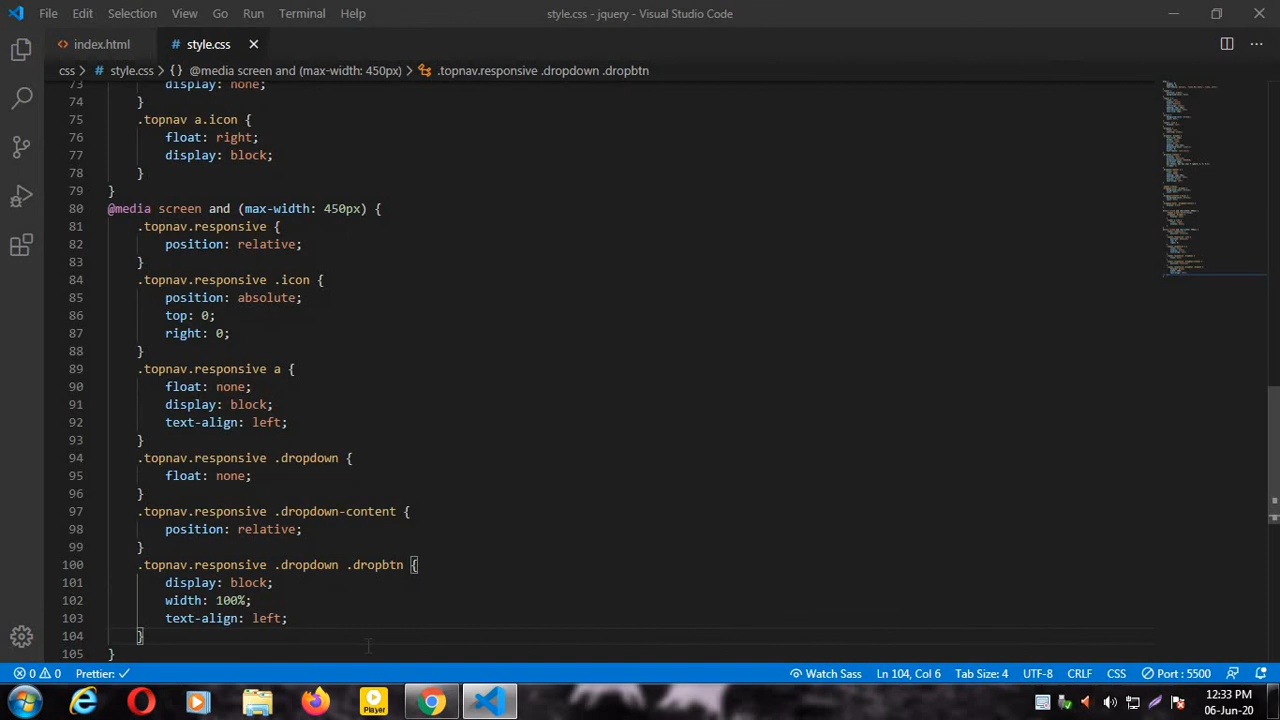 File Edit Selection View Go Run Terminal Help style.css - jquery - Visual Studio Code
index.html style.css
css > # style.css > {} @media screen and (max-width: 450px) > .topnav.responsive .dropdown .dropbtn
73 display: none;
74 }
75 .topnav a.icon {
76 float: right;
77 display: block;
78 }
79 }
80 @media screen and (max-width: 450px) {
81 .topnav.responsive {
82 position: relative;
83 }
84 .topnav.responsive .icon {
85 position: absolute;
86 top: 0;
87 right: 0;
88 }
89 .topnav.responsive a {
90 float: none;
91 display: block;
92 text-align: left;
93 }
94 .topnav.responsive .dropdown {
95 float: none;
96 }
97 .topnav.responsive .dropdown-content {
98 position: relative;
99 }
100 .topnav.responsive .dropdown .dropbtn {
101 display: block;
102 width: 100%;
103 text-align: left;
104 }
105 }
0 0 Prettier: ✓ Watch Sass Ln 104, Col 6 Tab Size: 4 UTF-8 CRLF CSS Port : 5500
Player
12:33 PM
06-Jun-20